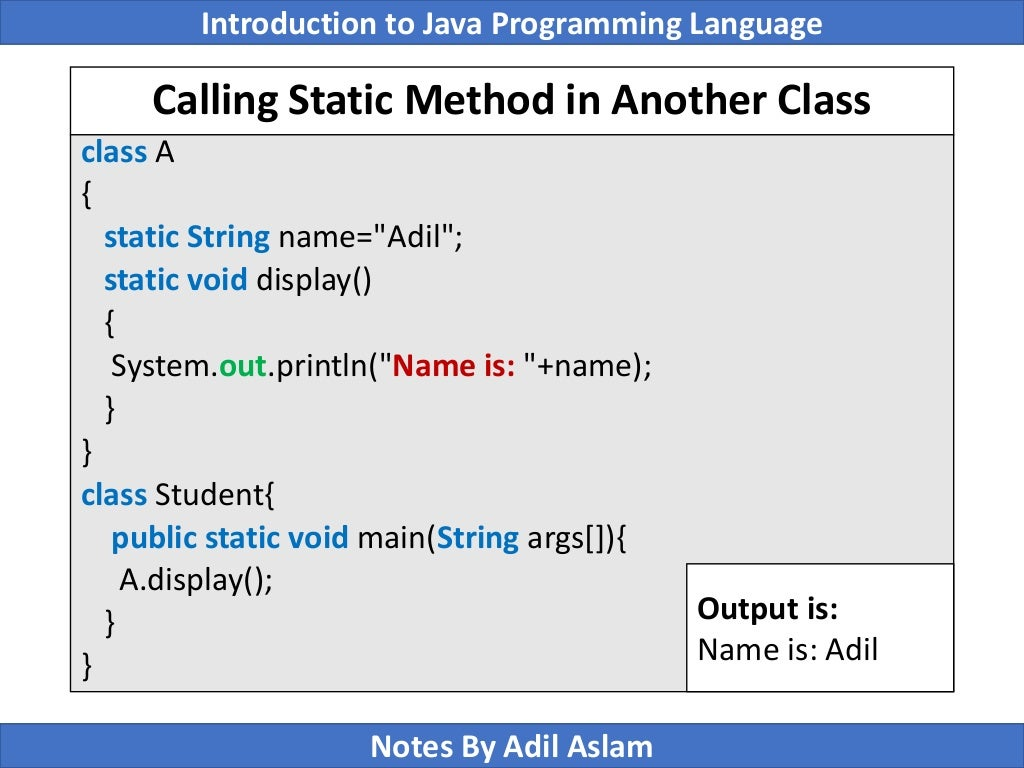 Introduction to Java Programming Language
Calling Static Method in Another Class
class A
{
static String name="Adil";
static void display()
{
System.out.println("Name is: "+name);
}
}
class Student{
public static void main(String args[]){
A.display();
}
}
Output is:
Name is: Adil
Notes By Adil Aslam